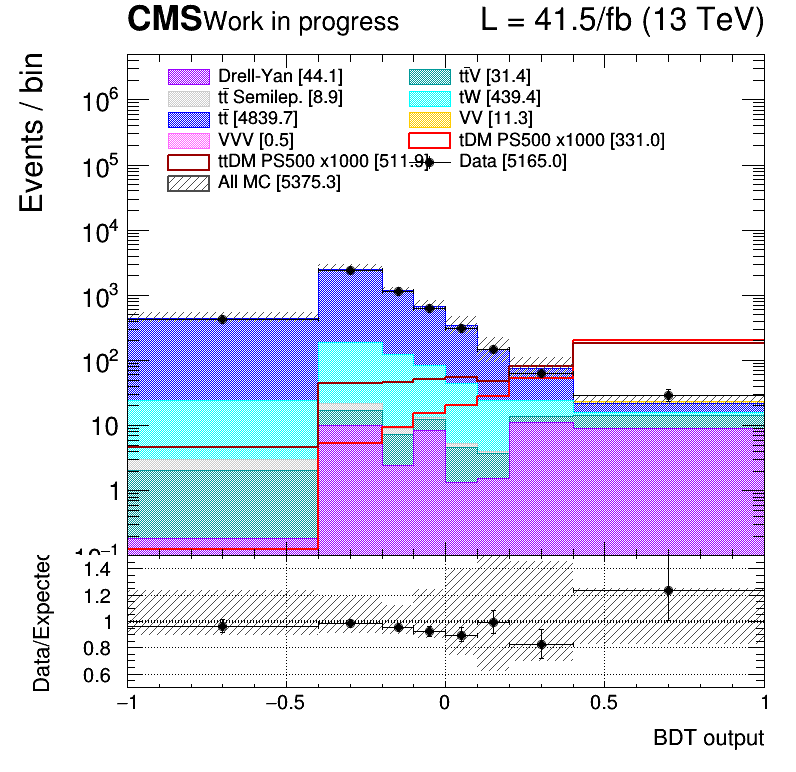 CMS Work in progress L = 41.5/fb (13 TeV)
Events / bin
Drell-Yan [44.1] tt̄V [31.4]
tt̄ Semilep. [8.9] tW [439.4]
tt̄ [4839.7] VV [11.3]
VVV [0.5] tDM PS500 x1000 [331.0]
ttDM PS500 x1000 [511.9] Data [5165.0]
All MC [5375.3]
10⁶
10⁵
10⁴
10³
10²
10
1
10⁻¹
Data/Expected
1.4
1.2
1
0.8
0.6
−1 −0.5 0 0.5 1
BDT output